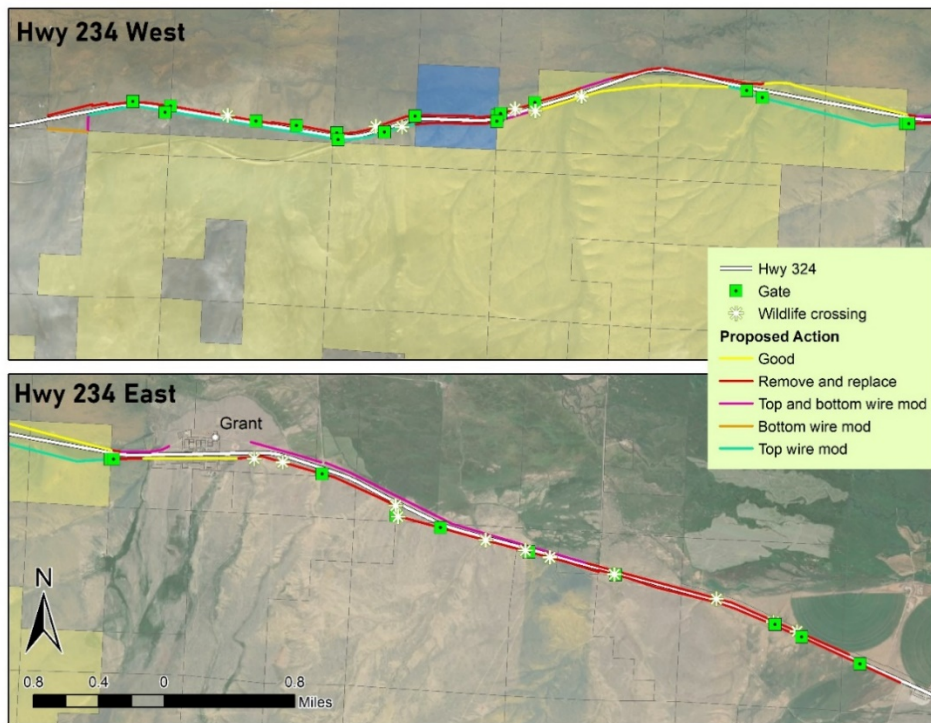 Hwy 234 West
Hwy 324
Gate
Wildlife crossing
Proposed Action
Good
Remove and replace
Top and bottom wire mod
Bottom wire mod
Top wire mod
Hwy 234 East
Grant
N
0.8 0.4 0 0.8
Miles